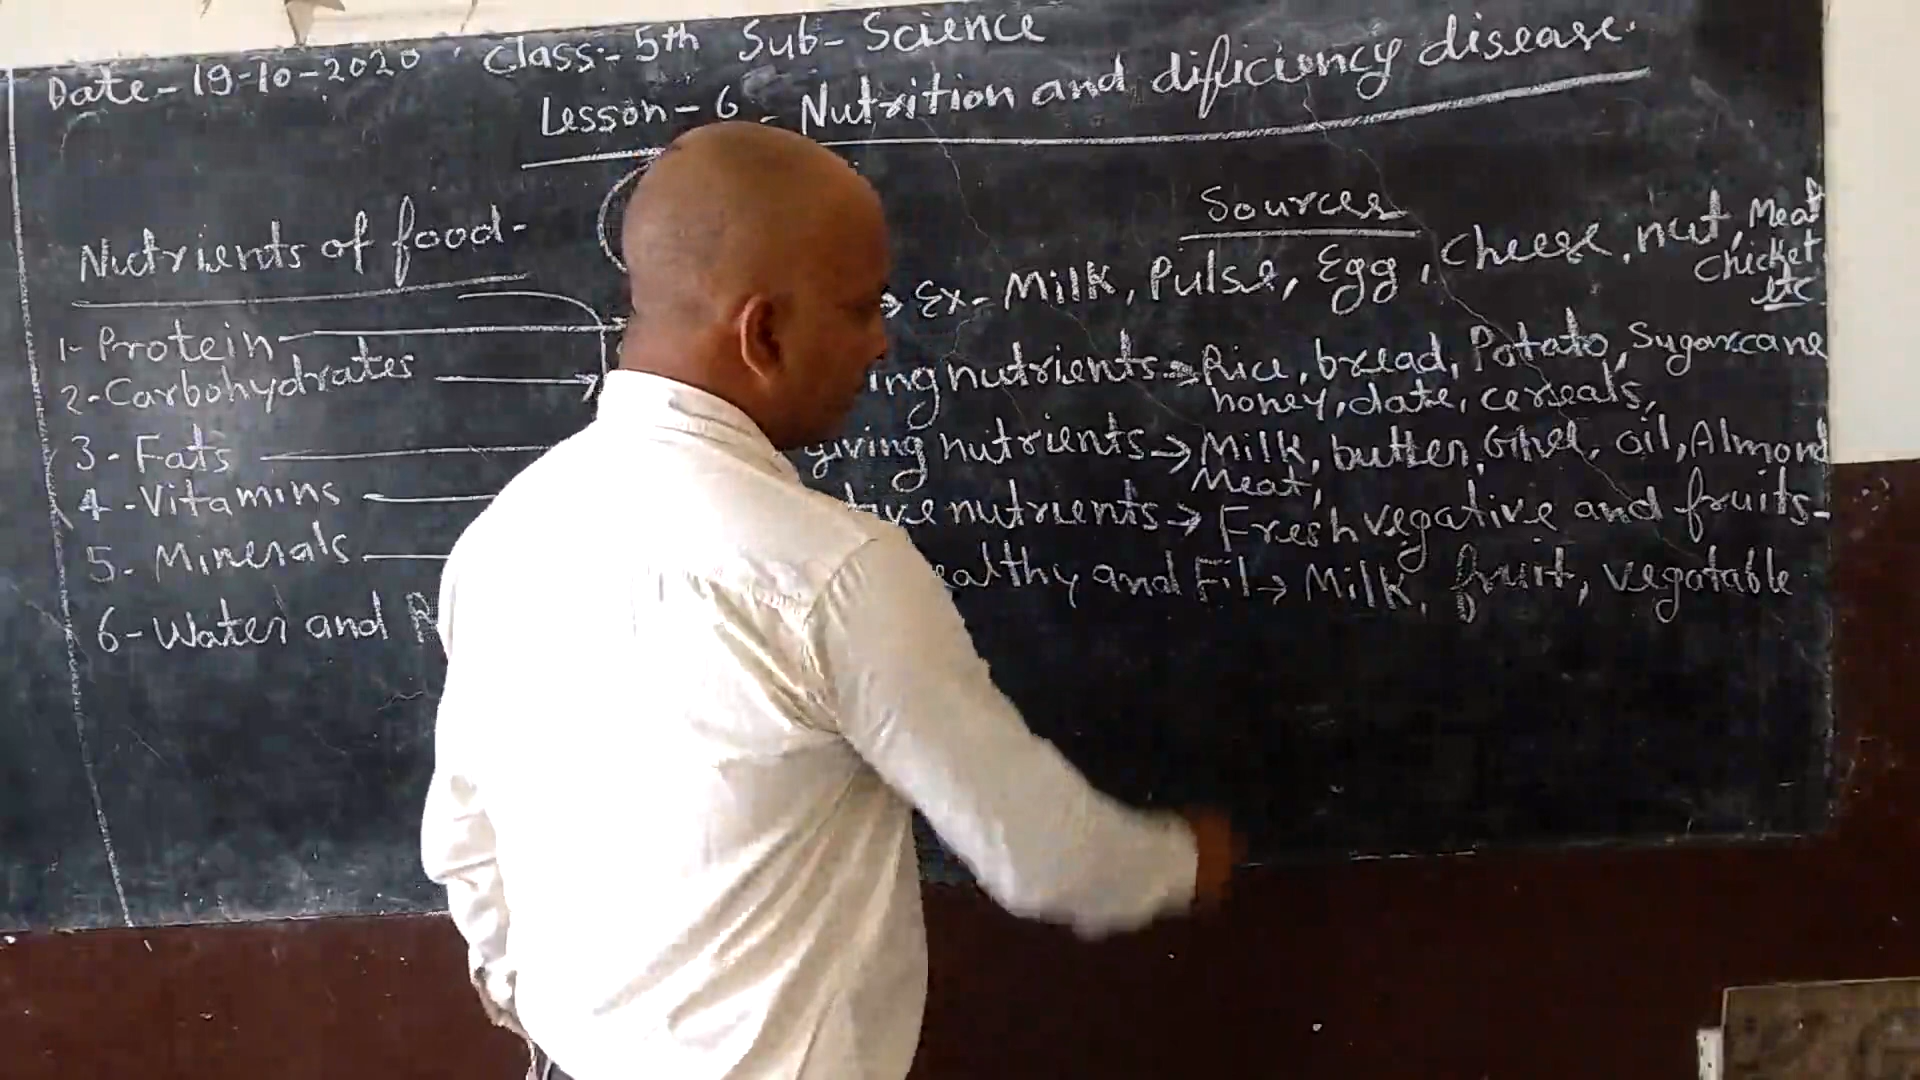 Date-19-10-2020 Class:-5th Sub-Science
Lesson-6 - Nutrition and dificiency disease.
Nutrients of food-
Sources
1- Protein
Ex- Milk, Pulse, Egg, Cheese, nut, Meat
Chicket
etc.
2-Carbohydrates
ing nutrients Rice, bread, Potato, Sugarcane
honey, date, cereals,
3-Fats
giving nutrients → Milk, butter, Ghee, oil, Almond
Meat,
4-Vitamins
tive nutrients → Fresh vegative and fruits-
5. Minerals
ealthy and Fit → Milk, fruit, vegatable
6-Water and